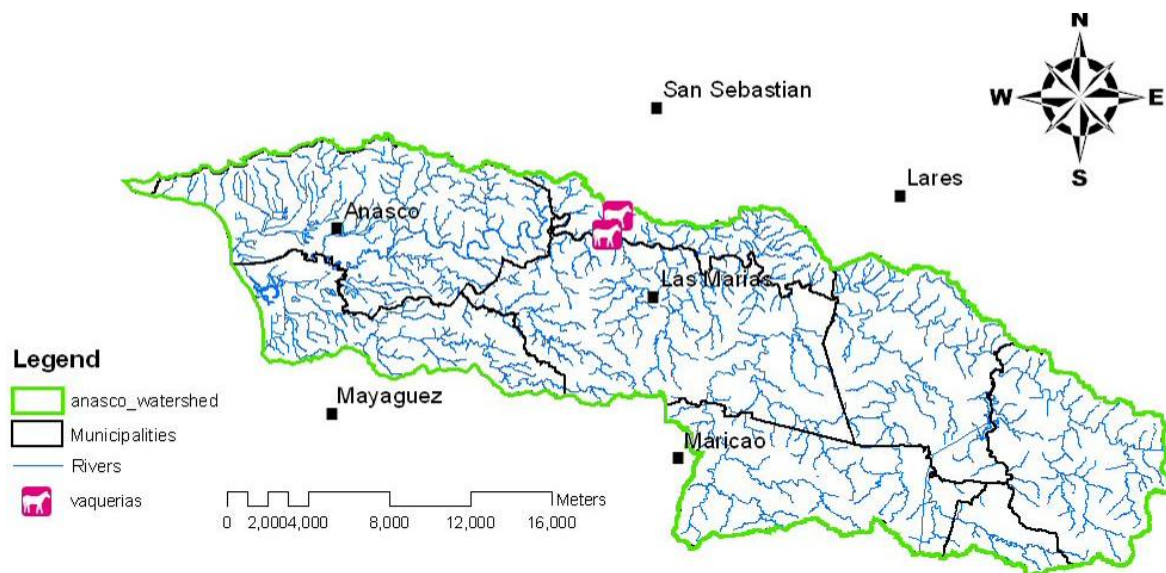 N
W E
S
San Sebastian
Lares
Anasco
Las Marias
Mayaguez
Maricao
Legend
anasco_watershed
Municipalities
Rivers
vaquerias
Meters
0 2,0004,000 8,000 12,000 16,000